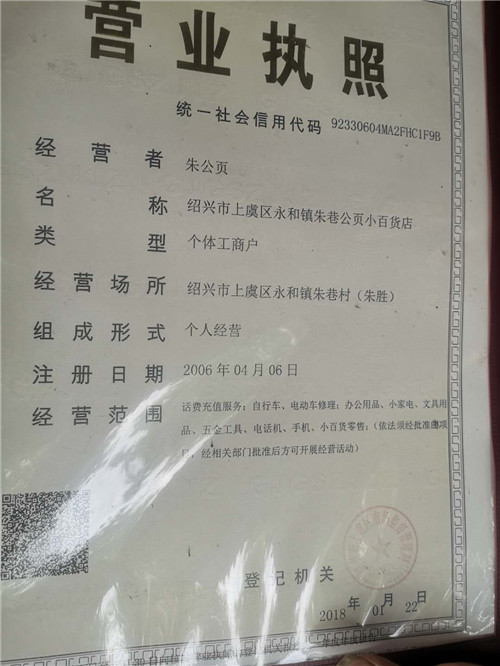 营业执照
统一社会信用代码 92330604MA2FHC1F9B
经营者 朱公页
名称 绍兴市上虞区永和镇朱巷公页小百货店
类型 个体工商户
经营场所 绍兴市上虞区永和镇朱巷村（朱胜）
组成形式 个人经营
注册日期 2006年04月06日
经营范围 话费充值服务；自行车、电动车修理；办公用品、小家电、文具用
品、五金工具、电话机、手机、小百货零售；（依法须经批准的项
目，经相关部门批准后方可开展经营活动）
登记机关
2018年01月22日